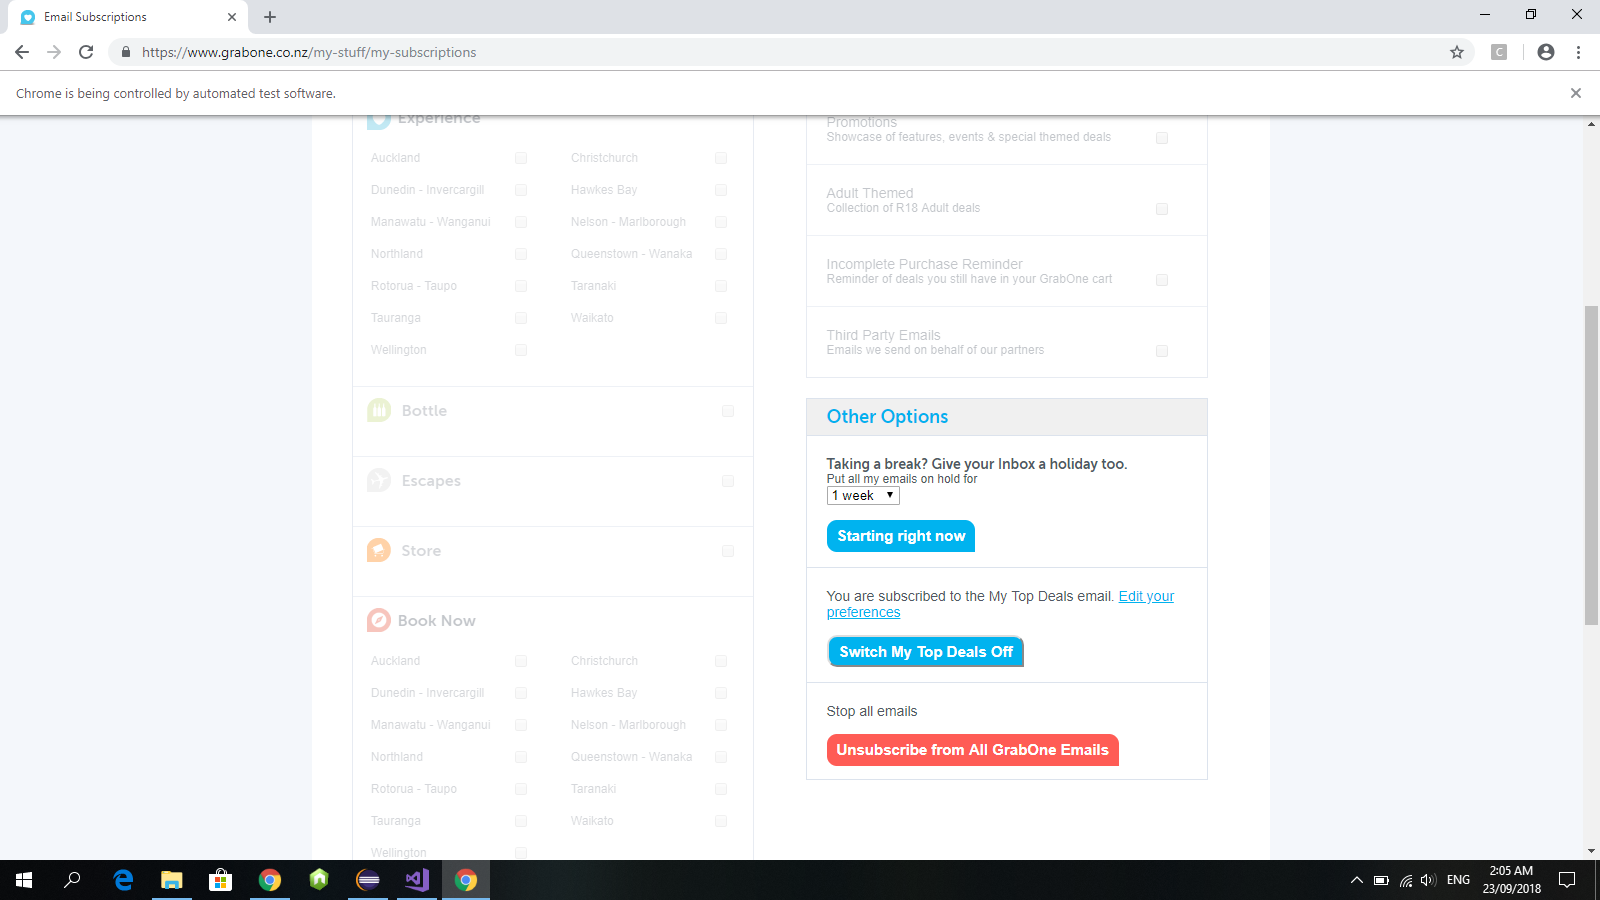 Email Subscriptions
https://www.grabone.co.nz/my-stuff/my-subscriptions
C
Chrome is being controlled by automated test software.
Experience
Auckland
Christchurch
Dunedin - Invercargill
Hawkes Bay
Manawatu - Wanganui
Nelson - Marlborough
Northland
Queenstown - Wanaka
Rotorua - Taupo
Taranaki
Tauranga
Waikato
Wellington
Bottle
Escapes
Store
Book Now
Auckland
Christchurch
Dunedin - Invercargill
Hawkes Bay
Manawatu - Wanganui
Nelson - Marlborough
Northland
Queenstown - Wanaka
Rotorua - Taupo
Taranaki
Tauranga
Waikato
Wellington
Promotions
Showcase of features, events & special themed deals
Adult Themed
Collection of R18 Adult deals
Incomplete Purchase Reminder
Reminder of deals you still have in your GrabOne cart
Third Party Emails
Emails we send on behalf of our partners
Other Options
Taking a break? Give your Inbox a holiday too.
Put all my emails on hold for
1 week
Starting right now
You are subscribed to the My Top Deals email. Edit your
preferences
Switch My Top Deals Off
Stop all emails
Unsubscribe from All GrabOne Emails
ENG
2:05 AM
23/09/2018